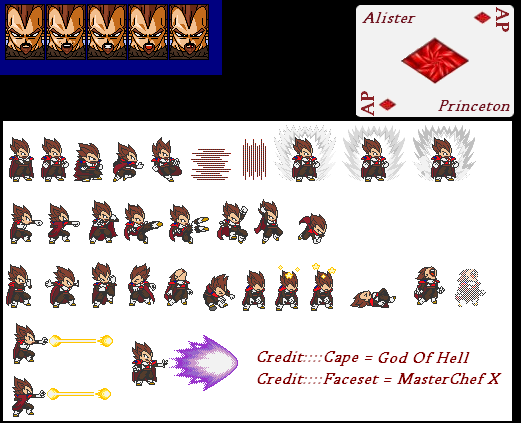 Alister
AP
AP
Princeton
Credit::::Cape = God Of Hell
Credit::::Faceset = MasterChef X